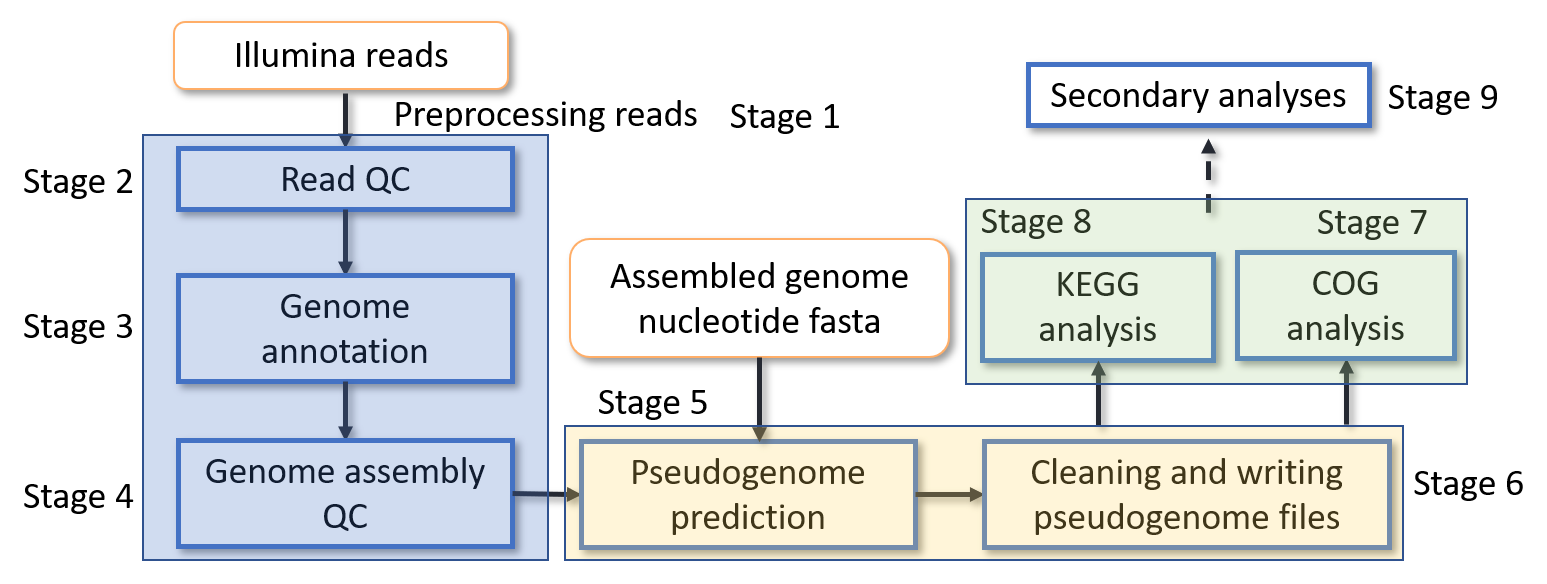 Illumina reads
Preprocessing reads
Stage 1
Stage 2
Read QC
Stage 3
Genome
annotation
Stage 4
Genome assembly
QC
Assembled genome
nucleotide fasta
Stage 5
Pseudogenome
prediction
Cleaning and writing
pseudogenome files
Stage 6
Stage 8
Stage 7
KEGG
analysis
COG
analysis
Secondary analyses
Stage 9